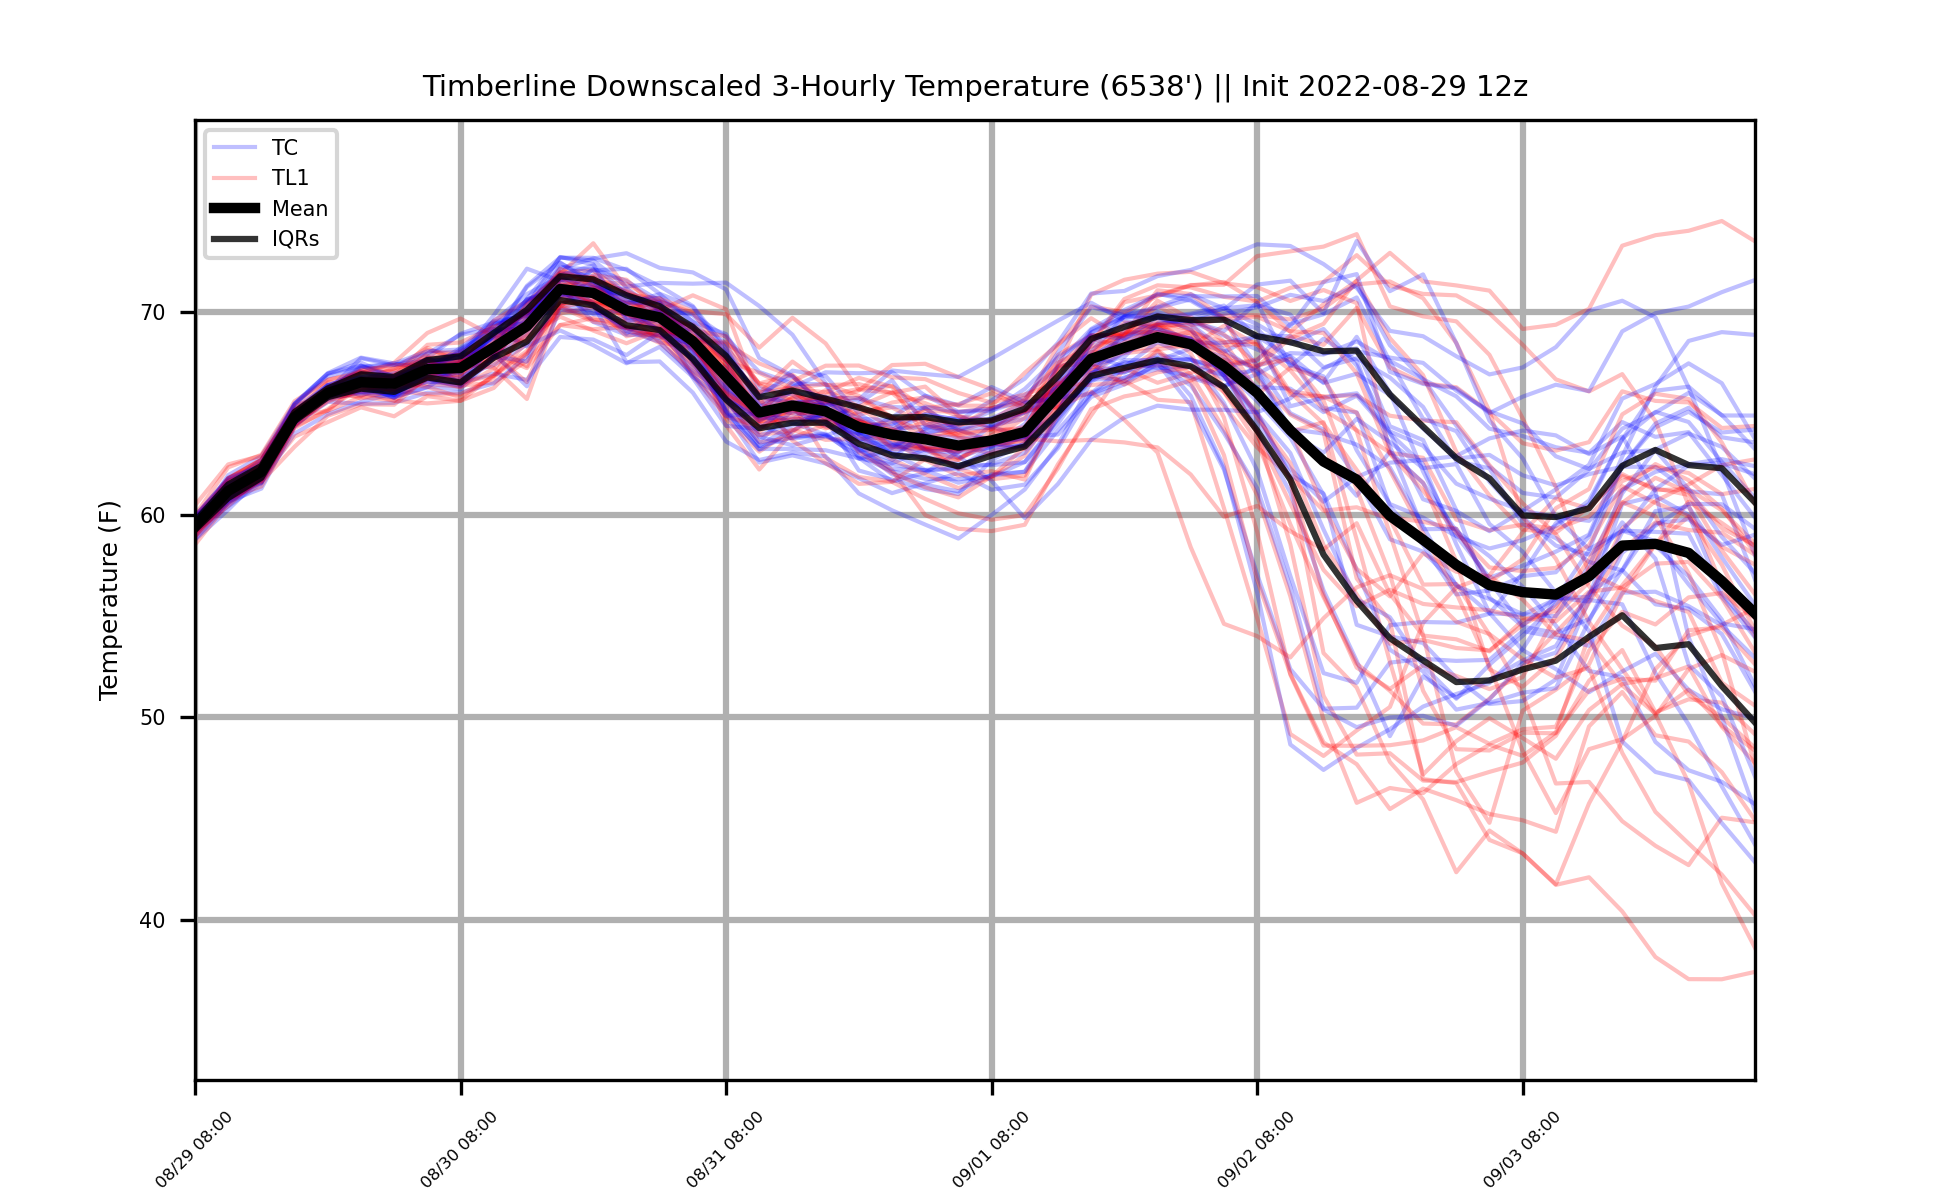 Timberline Downscaled 3-Hourly Temperature (6538') || Init 2022-08-29 12z
TC
TL1
Mean
IQRs
Temperature (F)
70
60
50
40
08/29 08:00
08/30 08:00
08/31 08:00
09/01 08:00
09/02 08:00
09/03 08:00